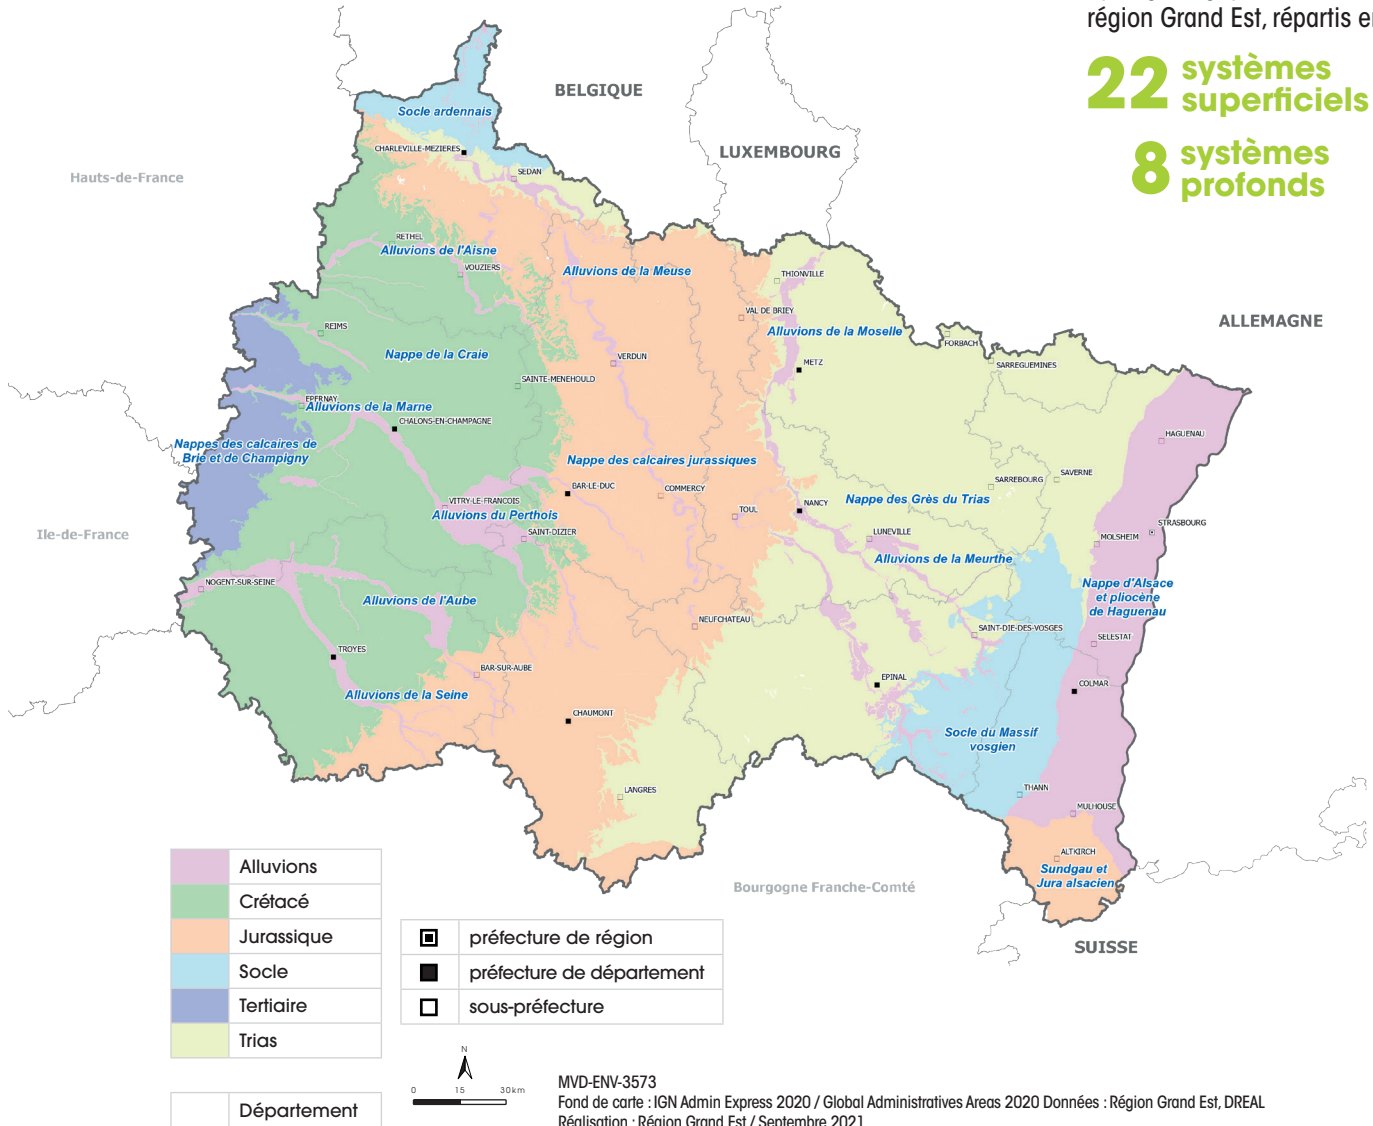 région Grand Est, répartis en
22 systèmes
superficiels
8 systèmes
profonds
BELGIQUE
LUXEMBOURG
ALLEMAGNE
SUISSE
Hauts-de-France
Ile-de-France
Bourgogne Franche-Comté
Socle ardennais
CHARLEVILLE-MEZIERES
SEDAN
RETHEL
Alluvions de l'Aisne
VOUZIERS
Alluvions de la Meuse
THIONVILLE
VAL DE BRIEY
Alluvions de la Moselle
FORBACH
SARREGUEMINES
REIMS
Nappe de la Craie
VERDUN
METZ
SAINTE-MENEHOULD
EPERNAY
Alluvions de la Marne
CHALONS-EN-CHAMPAGNE
HAGUENAU
Nappes des calcaires de
Brie et de Champigny
Nappe des calcaires jurassiques
SAVERNE
SARREBOURG
BAR-LE-DUC
COMMERCY
Nappe des Grès du Trias
VITRY-LE-FRANCOIS
Alluvions du Perthois
TOUL
NANCY
STRASBOURG
SAINT-DIZIER
LUNEVILLE
MOLSHEIM
Alluvions de la Meurthe
NOGENT-SUR-SEINE
Nappe d'Alsace
et pliocène
de Haguenau
Alluvions de l'Aube
NEUFCHATEAU
SAINT-DIE-DES-VOSGES
SELESTAT
TROYES
BAR-SUR-AUBE
EPINAL
COLMAR
Alluvions de la Seine
CHAUMONT
Socle du Massif
vosgien
LANGRES
THANN
MULHOUSE
ALTKIRCH
Sundgau et
Jura alsacien
Alluvions
Crétacé
Jurassique
Socle
Tertiaire
Trias
Département
préfecture de région
préfecture de département
sous-préfecture
N
0 15 30km
MVD-ENV-3573
Fond de carte : IGN Admin Express 2020 / Global Administratives Areas 2020 Données : Région Grand Est, DREAL
Réalisation : Région Grand Est / Septembre 2021